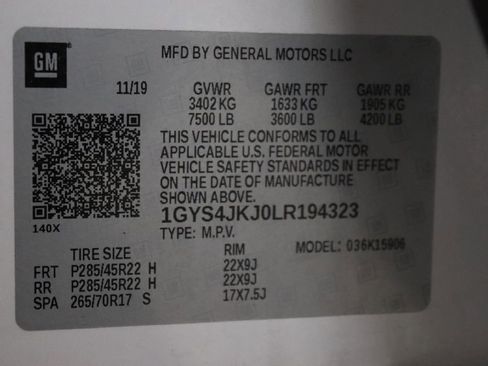 GM
MFD BY GENERAL MOTORS LLC
11/19 GVWR GAWR FRT GAWR RR
3402 KG 1633 KG 1905 KG
7500 LB 3600 LB 4200 LB
THIS VEHICLE CONFORMS TO ALL
APPLICABLE U.S. FEDERAL MOTOR
VEHICLE SAFETY STANDARDS IN EFFECT
ON THE DATE OF MANUFACTURE
SHOWN ABOVE.
1GYS4JKJ0LR194323
140X TYPE: M.P.V. MODEL: 036K15906
TIRE SIZE RIM
FRT P285/45R22 H 22X9J
RR P285/45R22 H 22X9J
SPA 265/70R17 S 17X7.5J